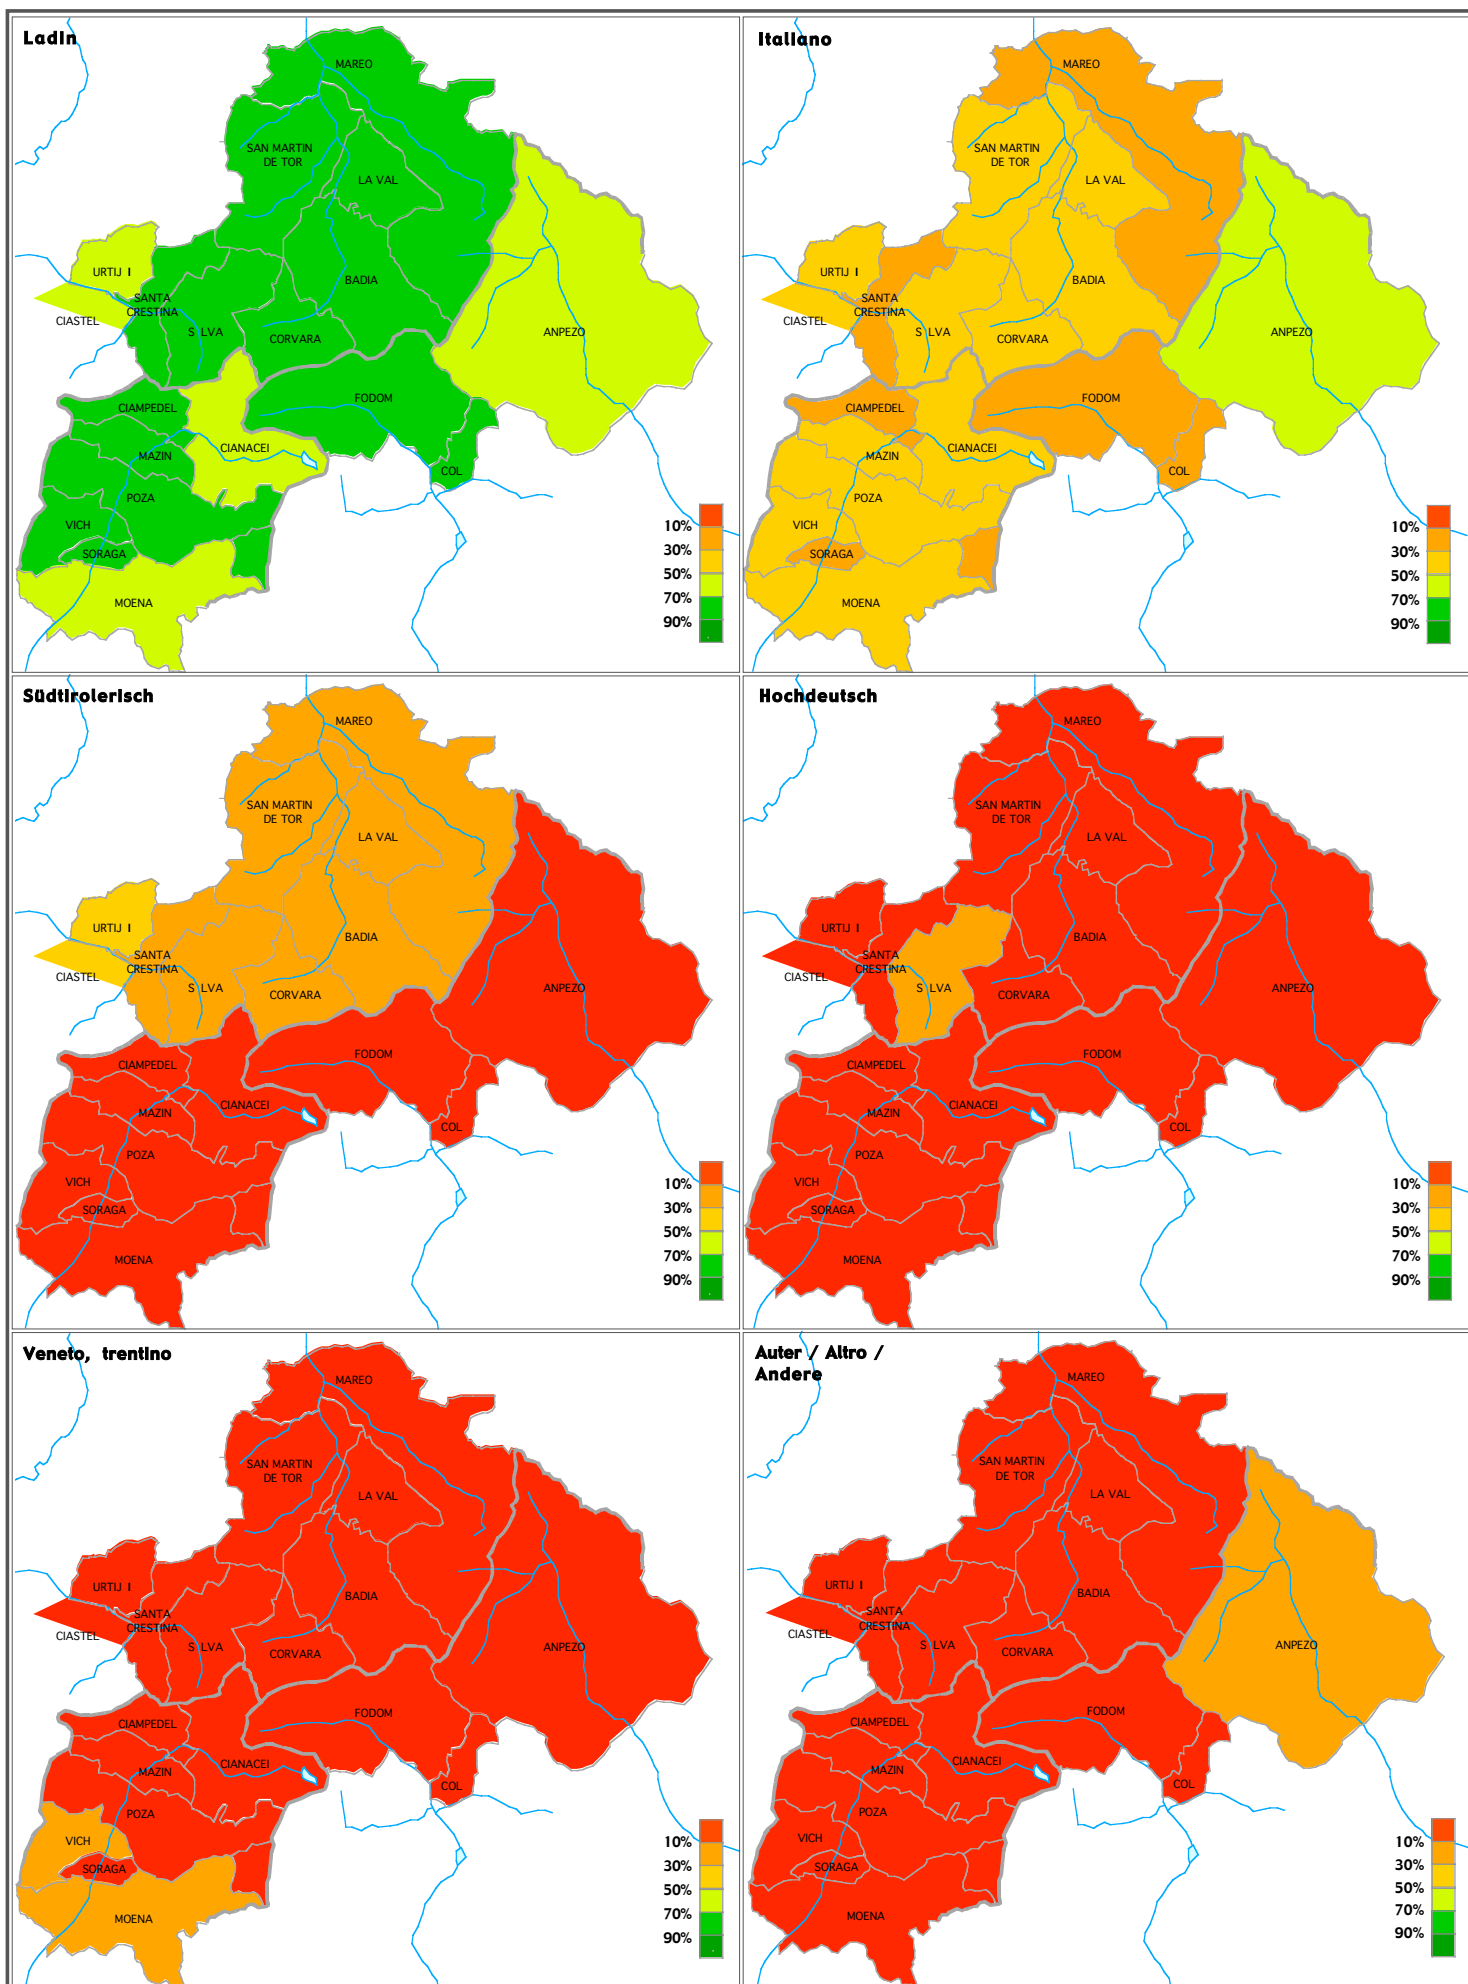 Ladin
MAREO
SAN MARTIN
DE TOR
LA VAL
URTIJ I
SANTA
CRESTINA
CIASTEL
S LVA
BADIA
CORVARA
ANPEZO
FODOM
CIAMPEDEL
CIANACEI
MAZIN
COL
POZA
VICH
SORAGA
MOENA
10%
30%
50%
70%
90%
Italiano
MAREO
SAN MARTIN
DE TOR
LA VAL
URTIJ I
SANTA
CRESTINA
CIASTEL
S LVA
BADIA
CORVARA
ANPEZO
FODOM
CIAMPEDEL
CIANACEI
MAZIN
COL
POZA
VICH
SORAGA
MOENA
10%
30%
50%
70%
90%
Südtirolerisch
MAREO
SAN MARTIN
DE TOR
LA VAL
URTIJ I
SANTA
CRESTINA
CIASTEL
S LVA
BADIA
CORVARA
ANPEZO
FODOM
CIAMPEDEL
CIANACEI
MAZIN
COL
POZA
VICH
SORAGA
MOENA
10%
30%
50%
70%
90%
Hochdeutsch
MAREO
SAN MARTIN
DE TOR
LA VAL
URTIJ I
SANTA
CRESTINA
CIASTEL
S LVA
BADIA
CORVARA
ANPEZO
FODOM
CIAMPEDEL
CIANACEI
MAZIN
COL
POZA
VICH
SORAGA
MOENA
10%
30%
50%
70%
90%
Veneto, trentino
MAREO
SAN MARTIN
DE TOR
LA VAL
URTIJ I
SANTA
CRESTINA
CIASTEL
S LVA
BADIA
CORVARA
ANPEZO
FODOM
CIAMPEDEL
CIANACEI
MAZIN
COL
POZA
VICH
SORAGA
MOENA
10%
30%
50%
70%
90%
Auter / Altro /
Andere
MAREO
SAN MARTIN
DE TOR
LA VAL
URTIJ I
SANTA
CRESTINA
CIASTEL
S LVA
BADIA
CORVARA
ANPEZO
FODOM
CIAMPEDEL
CIANACEI
MAZIN
COL
POZA
VICH
SORAGA
MOENA
10%
30%
50%
70%
90%